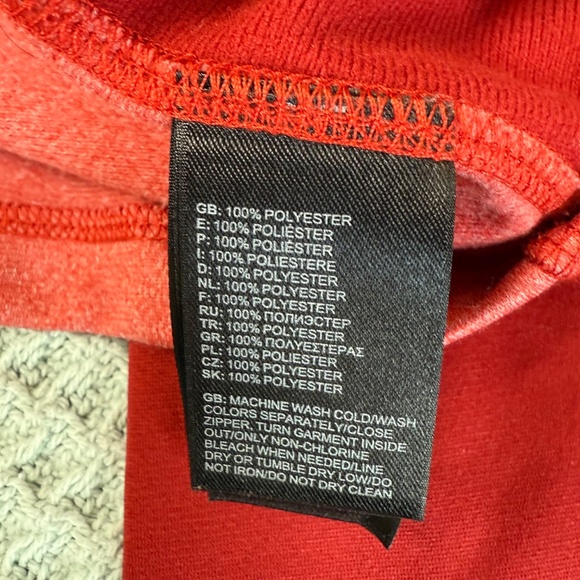 GB: 100% POLYESTER
E: 100% POLIÉSTER
P: 100% POLIÉSTER
I: 100% POLIESTERE
D: 100% POLYESTER
NL: 100% POLYESTER
F: 100% POLYESTER
RU: 100% ПОЛИЭСТЕР
TR: 100% POLYESTER
GR: 100% ΠΟΛΥΕΣΤΕΡΑΣ
PL: 100% POLIESTER
CZ: 100% POLYESTER
SK: 100% POLYESTER
GB: MACHINE WASH COLD/WASH
COLORS SEPARATELY/CLOSE
ZIPPER, TURN GARMENT INSIDE
OUT/ONLY NON-CHLORINE
BLEACH WHEN NEEDED/LINE
DRY OR TUMBLE DRY LOW/DO
NOT IRON/DO NOT DRY CLEAN